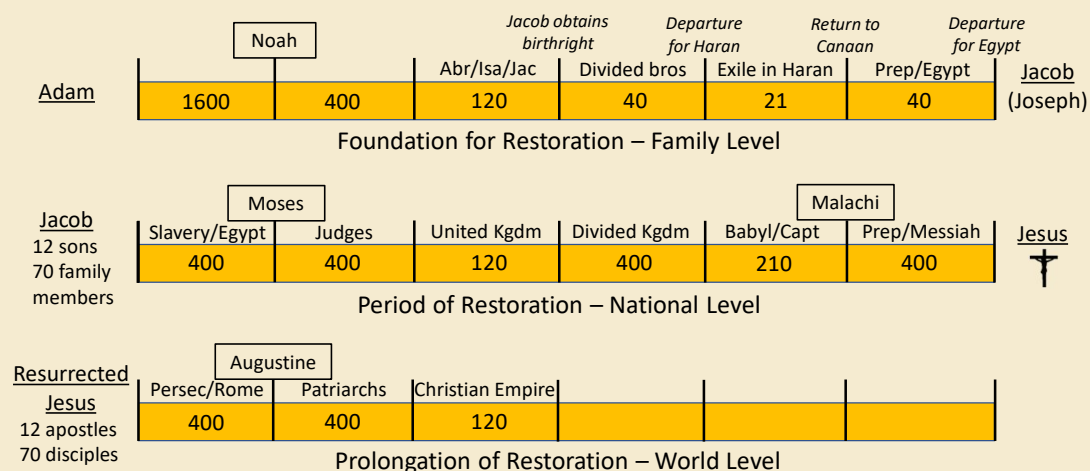 Noah
Jacob obtains birthright
Departure for Haran
Return to Canaan
Departure for Egypt
Adam
Abr/Isa/Jac
Divided bros
Exile in Haran
Prep/Egypt
1600
400
120
40
21
40
Jacob
(Joseph)
Foundation for Restoration – Family Level
Moses
Malachi
Jacob
12 sons
70 family
members
Slavery/Egypt
Judges
United Kgdm
Divided Kgdm
Babyl/Capt
Prep/Messiah
400
400
120
400
210
400
Jesus
Period of Restoration – National Level
Augustine
Resurrected
Jesus
12 apostles
70 disciples
Persec/Rome
Patriarchs
Christian Empire
400
400
120
Prolongation of Restoration – World Level